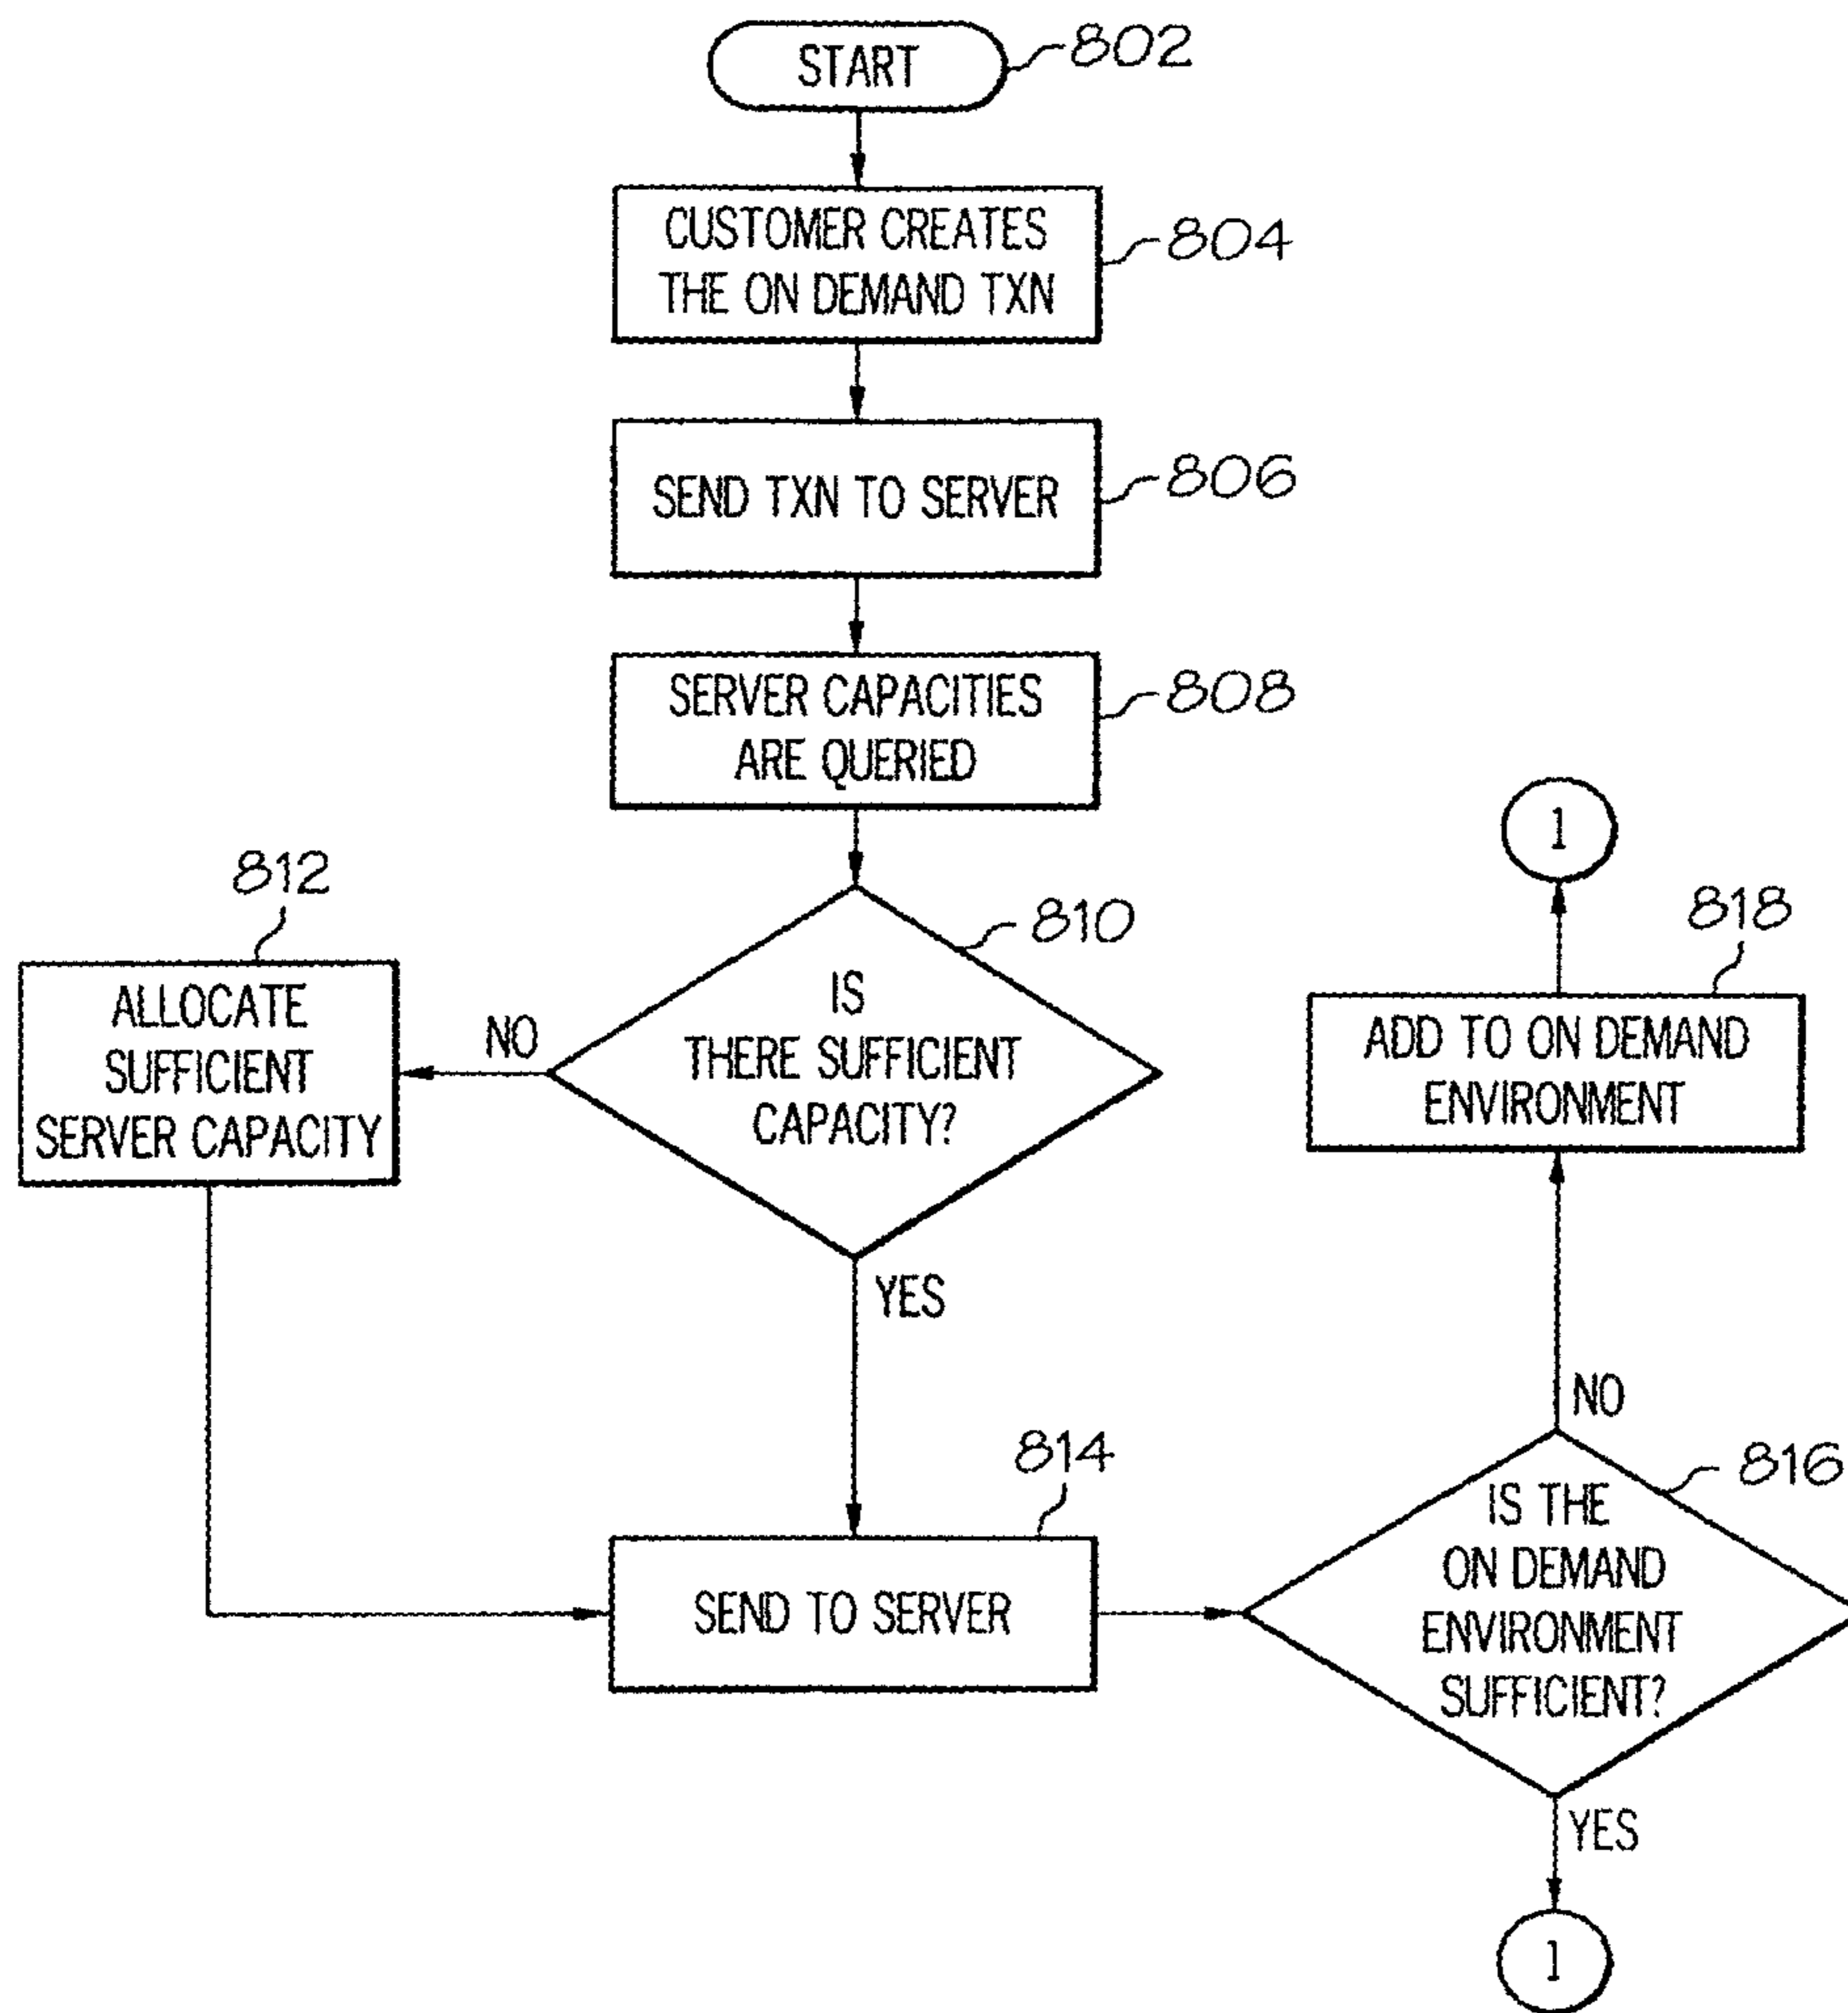 START
802
CUSTOMER CREATES
THE ON DEMAND TXN
804
SEND TXN TO SERVER
806
SERVER CAPACITIES
ARE QUERIED
808
IS
THERE SUFFICIENT
CAPACITY?
810
NO
812
ALLOCATE
SUFFICIENT
SERVER CAPACITY
YES
814
SEND TO SERVER
816
IS THE
ON DEMAND
ENVIRONMENT
SUFFICIENT?
NO
818
ADD TO ON DEMAND
ENVIRONMENT
1
YES
1